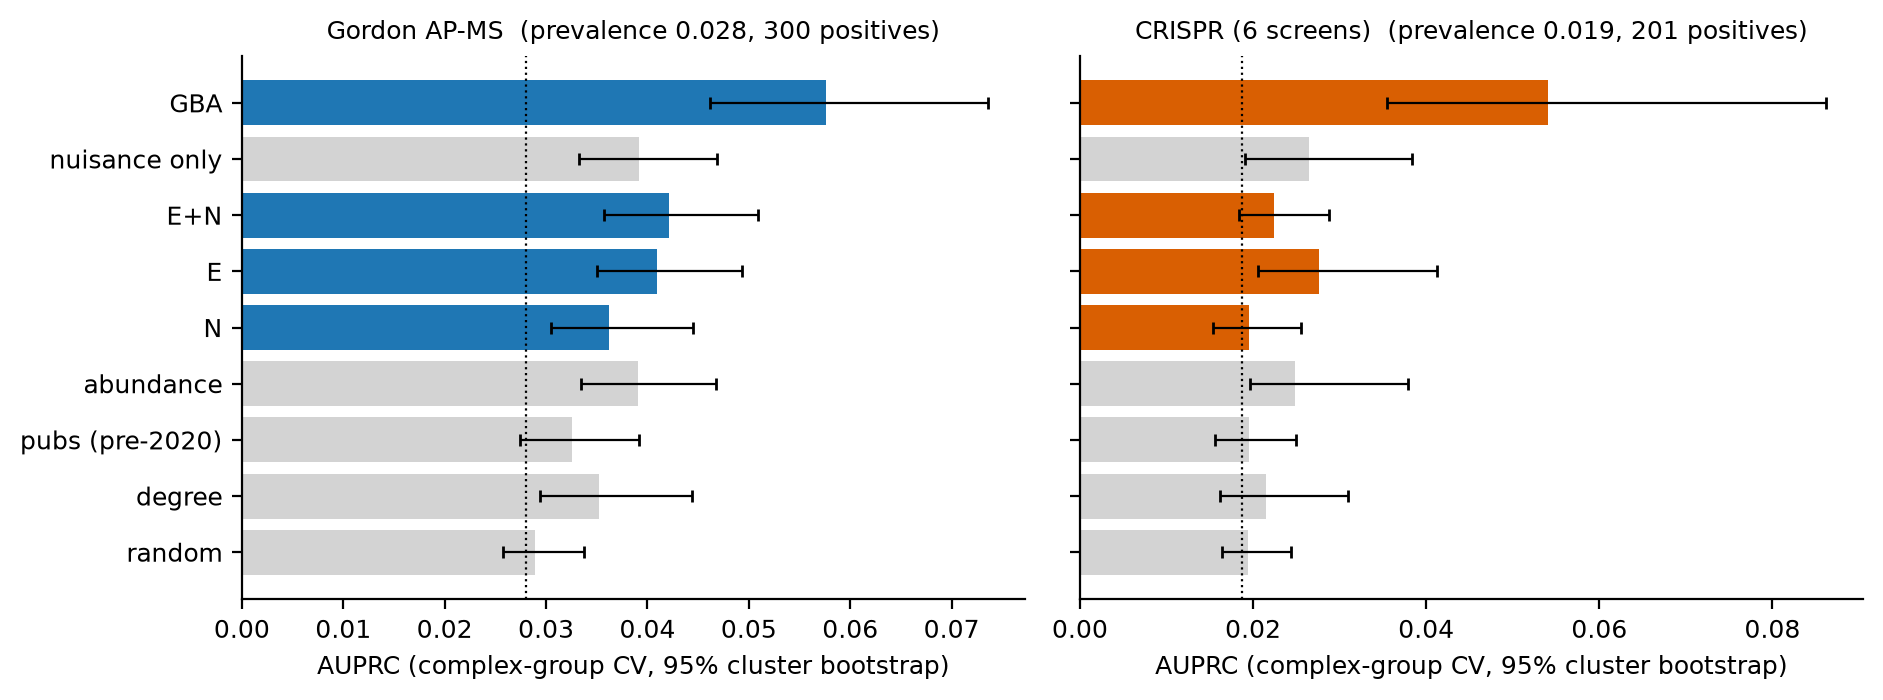 Gordon AP-MS  (prevalence 0.028, 300 positives)
CRISPR (6 screens)  (prevalence 0.019, 201 positives)
GBA
nuisance only
E+N
E
N
abundance
pubs (pre-2020)
degree
random
0.00 0.01 0.02 0.03 0.04 0.05 0.06 0.07
0.00 0.02 0.04 0.06 0.08
AUPRC (complex-group CV, 95% cluster bootstrap)
AUPRC (complex-group CV, 95% cluster bootstrap)